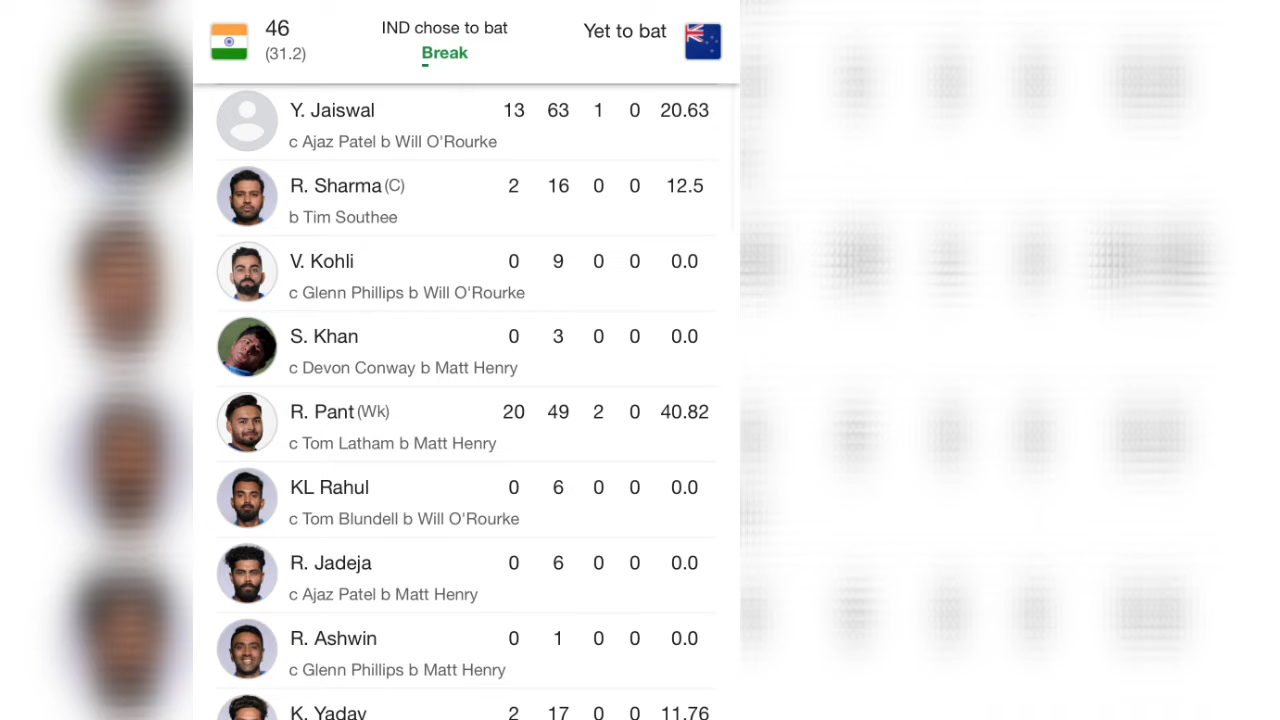 46
(31.2)
IND chose to bat
Break
Yet to bat
Y. Jaiswal 13 63 1 0 20.63
c Ajaz Patel b Will O'Rourke
R. Sharma (C) 2 16 0 0 12.5
b Tim Southee
V. Kohli 0 9 0 0 0.0
c Glenn Phillips b Will O'Rourke
S. Khan 0 3 0 0 0.0
c Devon Conway b Matt Henry
R. Pant (Wk) 20 49 2 0 40.82
c Tom Latham b Matt Henry
KL Rahul 0 6 0 0 0.0
c Tom Blundell b Will O'Rourke
R. Jadeja 0 6 0 0 0.0
c Ajaz Patel b Matt Henry
R. Ashwin 0 1 0 0 0.0
c Glenn Phillips b Matt Henry
K. Yadav 2 17 0 0 11.76